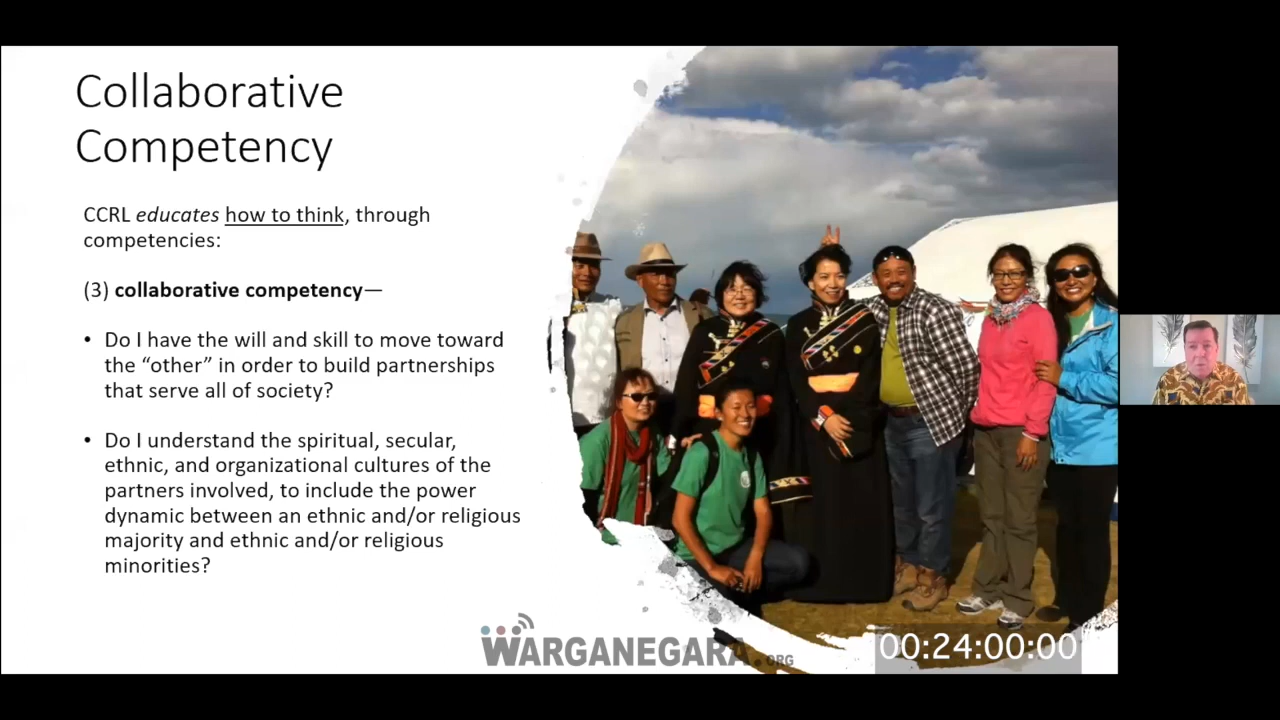 Collaborative
Competency
CCRL educates how to think, through
competencies:
(3) collaborative competency—
• Do I have the will and skill to move toward
the “other” in order to build partnerships
that serve all of society?
• Do I understand the spiritual, secular,
ethnic, and organizational cultures of the
partners involved, to include the power
dynamic between an ethnic and/or religious
majority and ethnic and/or religious
minorities?
WARGANEGARA.ORG
00:24:00:00